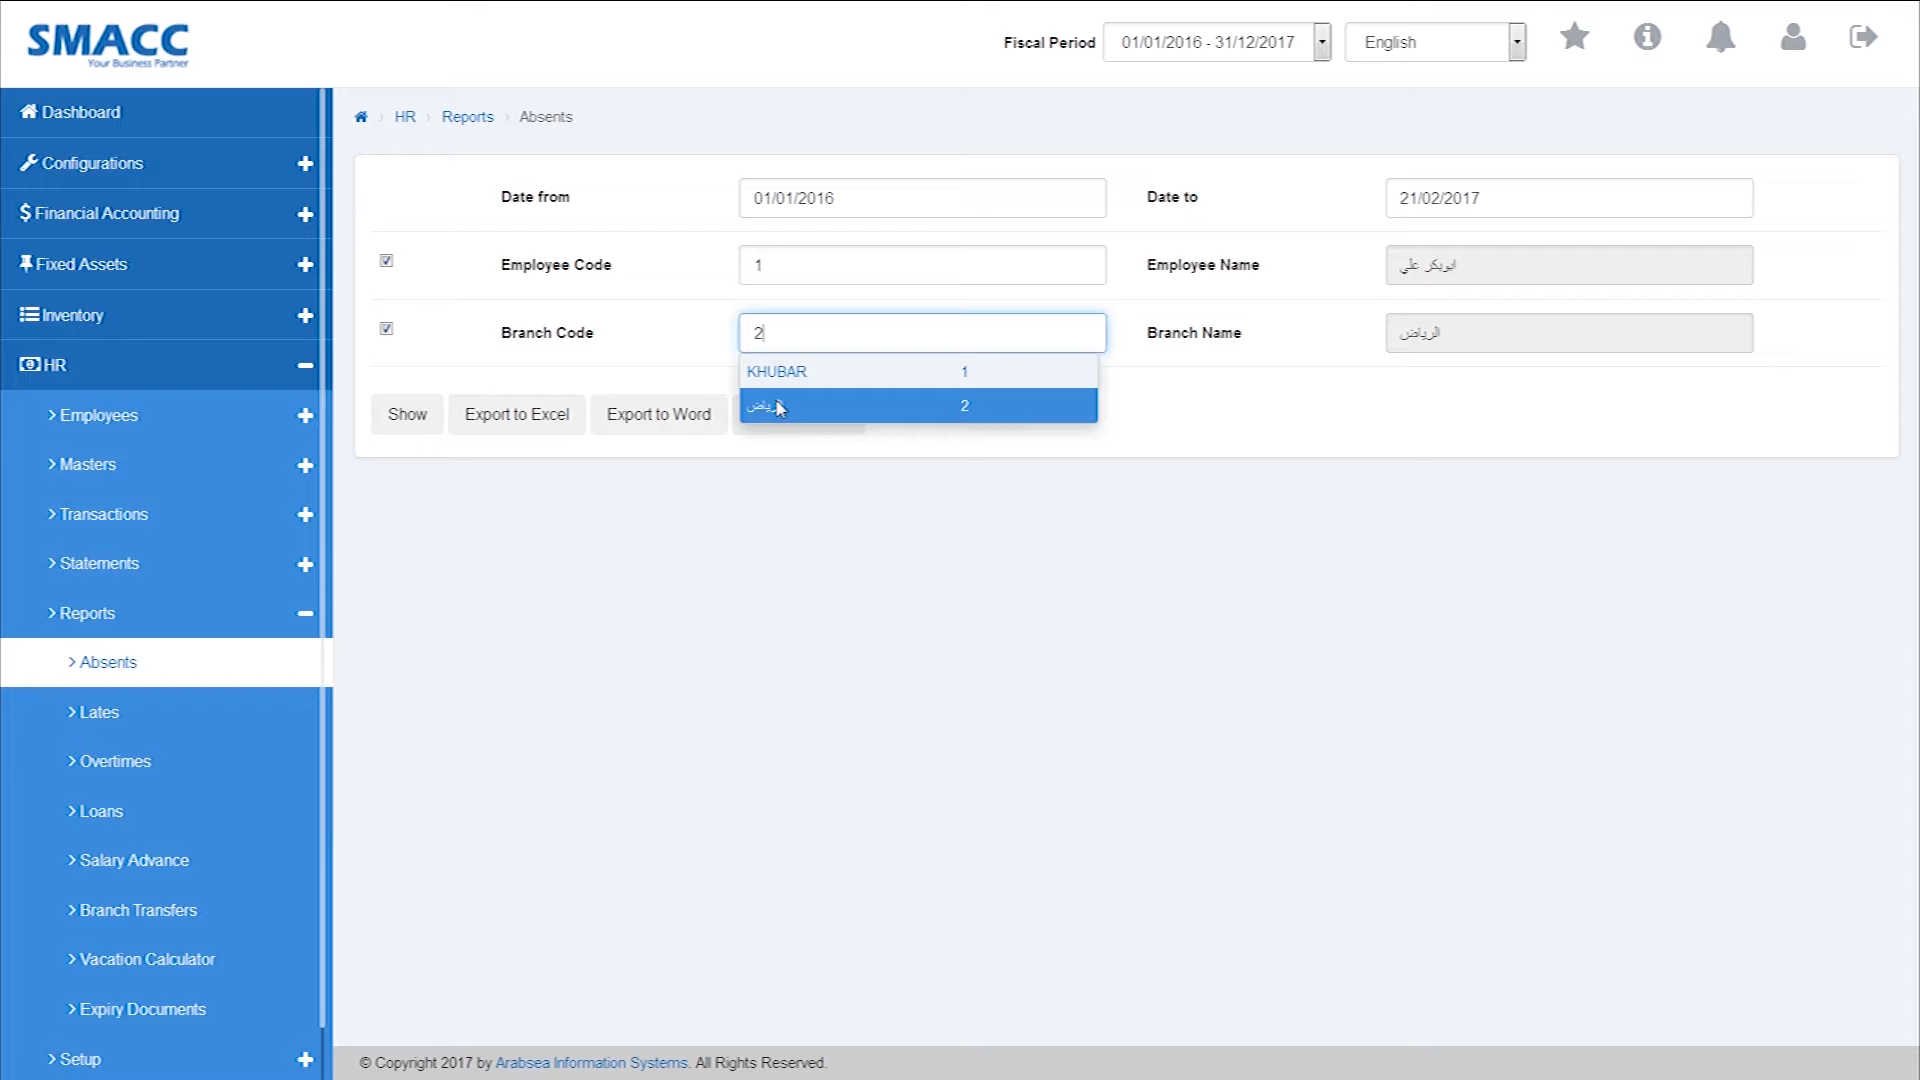 SMACC
Your Business Partner
Fiscal Period 01/01/2016 - 31/12/2017 English
Dashboard
Configurations
Financial Accounting
Fixed Assets
Inventory
HR
Employees
Masters
Transactions
Statements
Reports
Absents
Lates
Overtimes
Loans
Salary Advance
Branch Transfers
Vacation Calculator
Expiry Documents
Setup
HR Reports Absents
Date from 01/01/2016 Date to 21/02/2017
Employee Code 1 Employee Name ابوبكر علي
Branch Code 2 Branch Name الرياض
KHUBAR 1
الرياض 2
Show Export to Excel Export to Word
© Copyright 2017 by Arabsea Information Systems. All Rights Reserved.